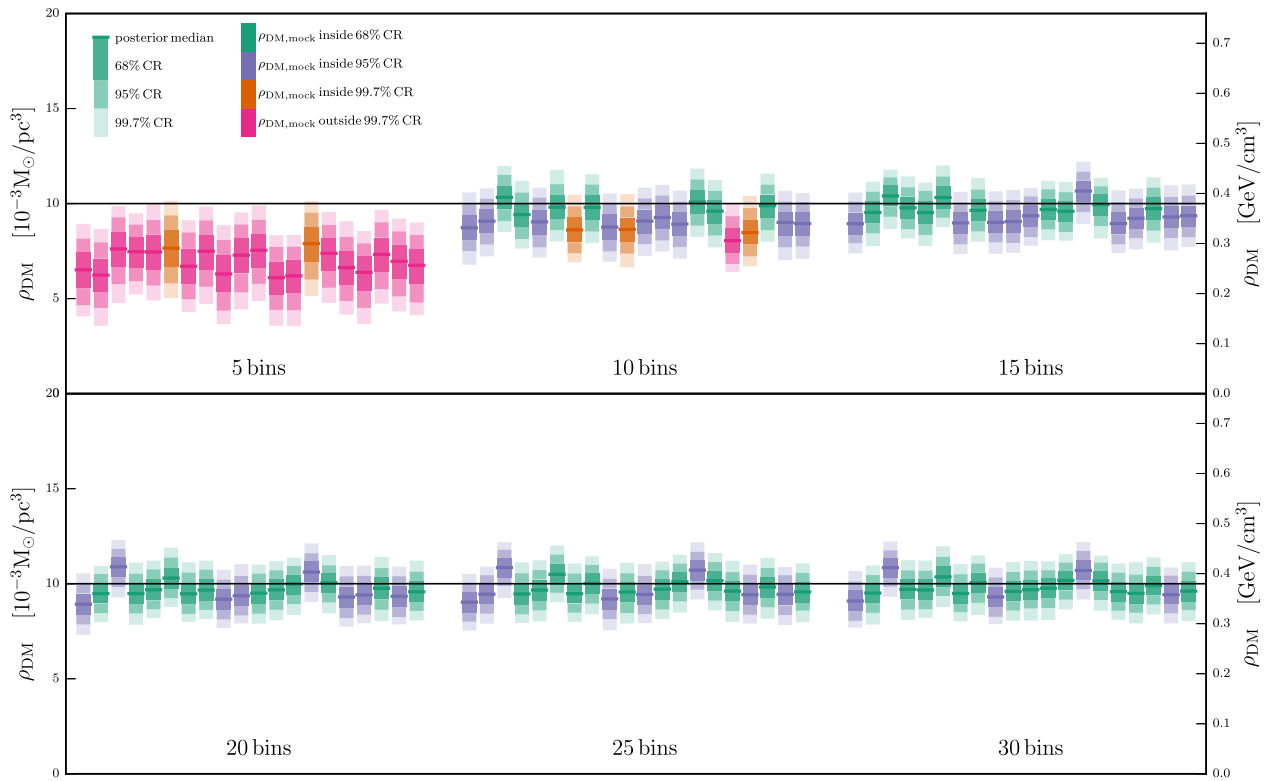 20
15
10
5
ρDM [10⁻³M⊙/pc³]
posterior median
68% CR
95% CR
99.7% CR
ρDM,mock inside 68% CR
ρDM,mock inside 95% CR
ρDM,mock inside 99.7% CR
ρDM,mock outside 99.7% CR
5 bins
10 bins
15 bins
0.7
0.6
0.5
0.4
0.3
0.2
0.1
0.0
ρDM [GeV/cm³]
20
15
10
5
0
ρDM [10⁻³M⊙/pc³]
20 bins
25 bins
30 bins
0.7
0.6
0.5
0.4
0.3
0.2
0.1
0.0
ρDM [GeV/cm³]